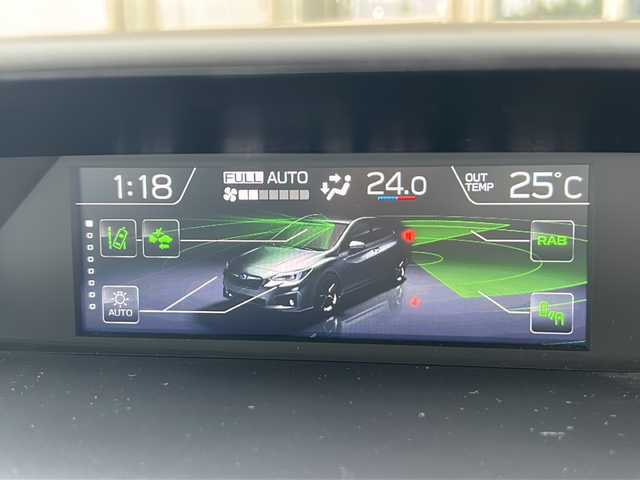 1:18
FULL AUTO
24.0
OUT TEMP
25°C
RAB
AUTO